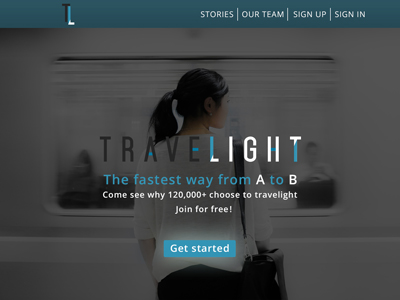 TL
STORIES | OUR TEAM | SIGN UP | SIGN IN
TRAVELIGHT
The fastest way from A to B
Come see why 120,000+ choose to travelight
Join for free!
Get started